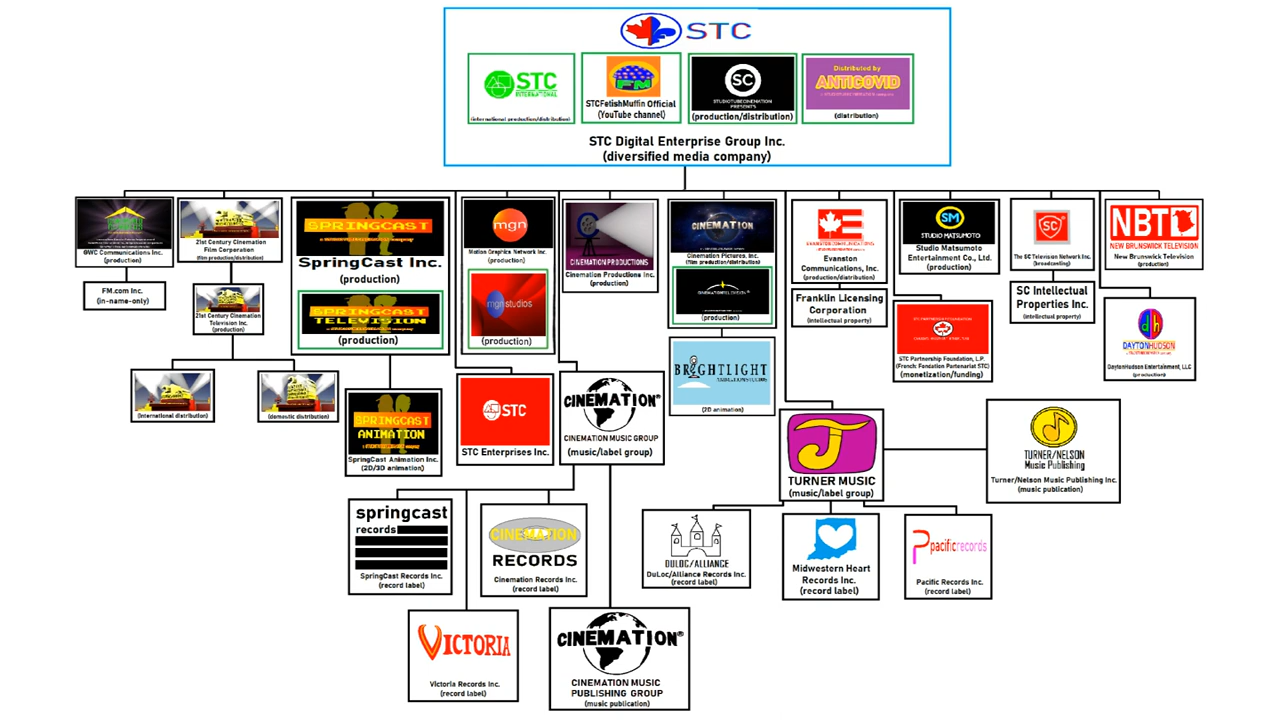 STC
STC
INTERNATIONAL
(international production/distribution)
FM
STCFetishMuffin Official
(YouTube channel)
SC
STUDIOTUBECINEMATION
PRESENTS
(production/distribution)
Distributed by
ANTICOVID
(distribution)
STC Digital Enterprise Group Inc.
(diversified media company)
GWC Communications Inc.
(production)
FM.com Inc.
(in-name-only)
21st Century Cinemation
Film Corporation
(film production/distribution)
21st Century Cinemation
Television Inc.
(production)
(international distribution)
(domestic distribution)
SPRINGCAST
SpringCast Inc.
(production)
SPRINGCAST
TELEVISION
(production)
SPRINGCAST
ANIMATION
SpringCast Animation Inc.
(2D/3D animation)
mgn
Motion Graphics Network Inc.
(production)
mgn studios
(production)
STC
STC Enterprises Inc.
CINEMATION PRODUCTIONS
Cinemation Productions Inc.
(production)
CINEMATION®
CINEMATION MUSIC GROUP
(music/label group)
CINEMATION
Cinemation Pictures, Inc.
(film production/distribution)
(production)
BRIGHTLIGHT
ANIMATION STUDIOS
(2D animation)
EVANSTON COMMUNICATIONS
Evanston
Communications, Inc.
(production/distribution)
Franklin Licensing
Corporation
(intellectual property)
SM
STUDIO MATSUMOTO
Studio Matsumoto
Entertainment Co., Ltd.
(production)
STC PARTNERSHIP FOUNDATION
STC Partnership Foundation, L.P.
(French: Fondation Partenariat STC)
(monetization/funding)
SC
The SC Television Network Inc.
(broadcasting)
SC Intellectual
Properties Inc.
(intellectual property)
NBT
NEW BRUNSWICK TELEVISION
New Brunswick Television
(production)
dh
DAYTONHUDSON
DaytonHudson Entertainment, LLC
(production)
TURNER MUSIC
(music/label group)
TURNER/NELSON
Music Publishing
Turner/Nelson Music Publishing Inc.
(music publication)
springcast
records
SpringCast Records Inc.
(record label)
CINEMATION
RECORDS
Cinemation Records Inc.
(record label)
DULOC/ALLIANCE
DuLoc/Alliance Records Inc.
(record label)
Midwestern Heart
Records Inc.
(record label)
pacificrecords
Pacific Records Inc.
(record label)
VICTORIA
Victoria Records Inc.
(record label)
CINEMATION®
CINEMATION MUSIC
PUBLISHING GROUP
(music publication)